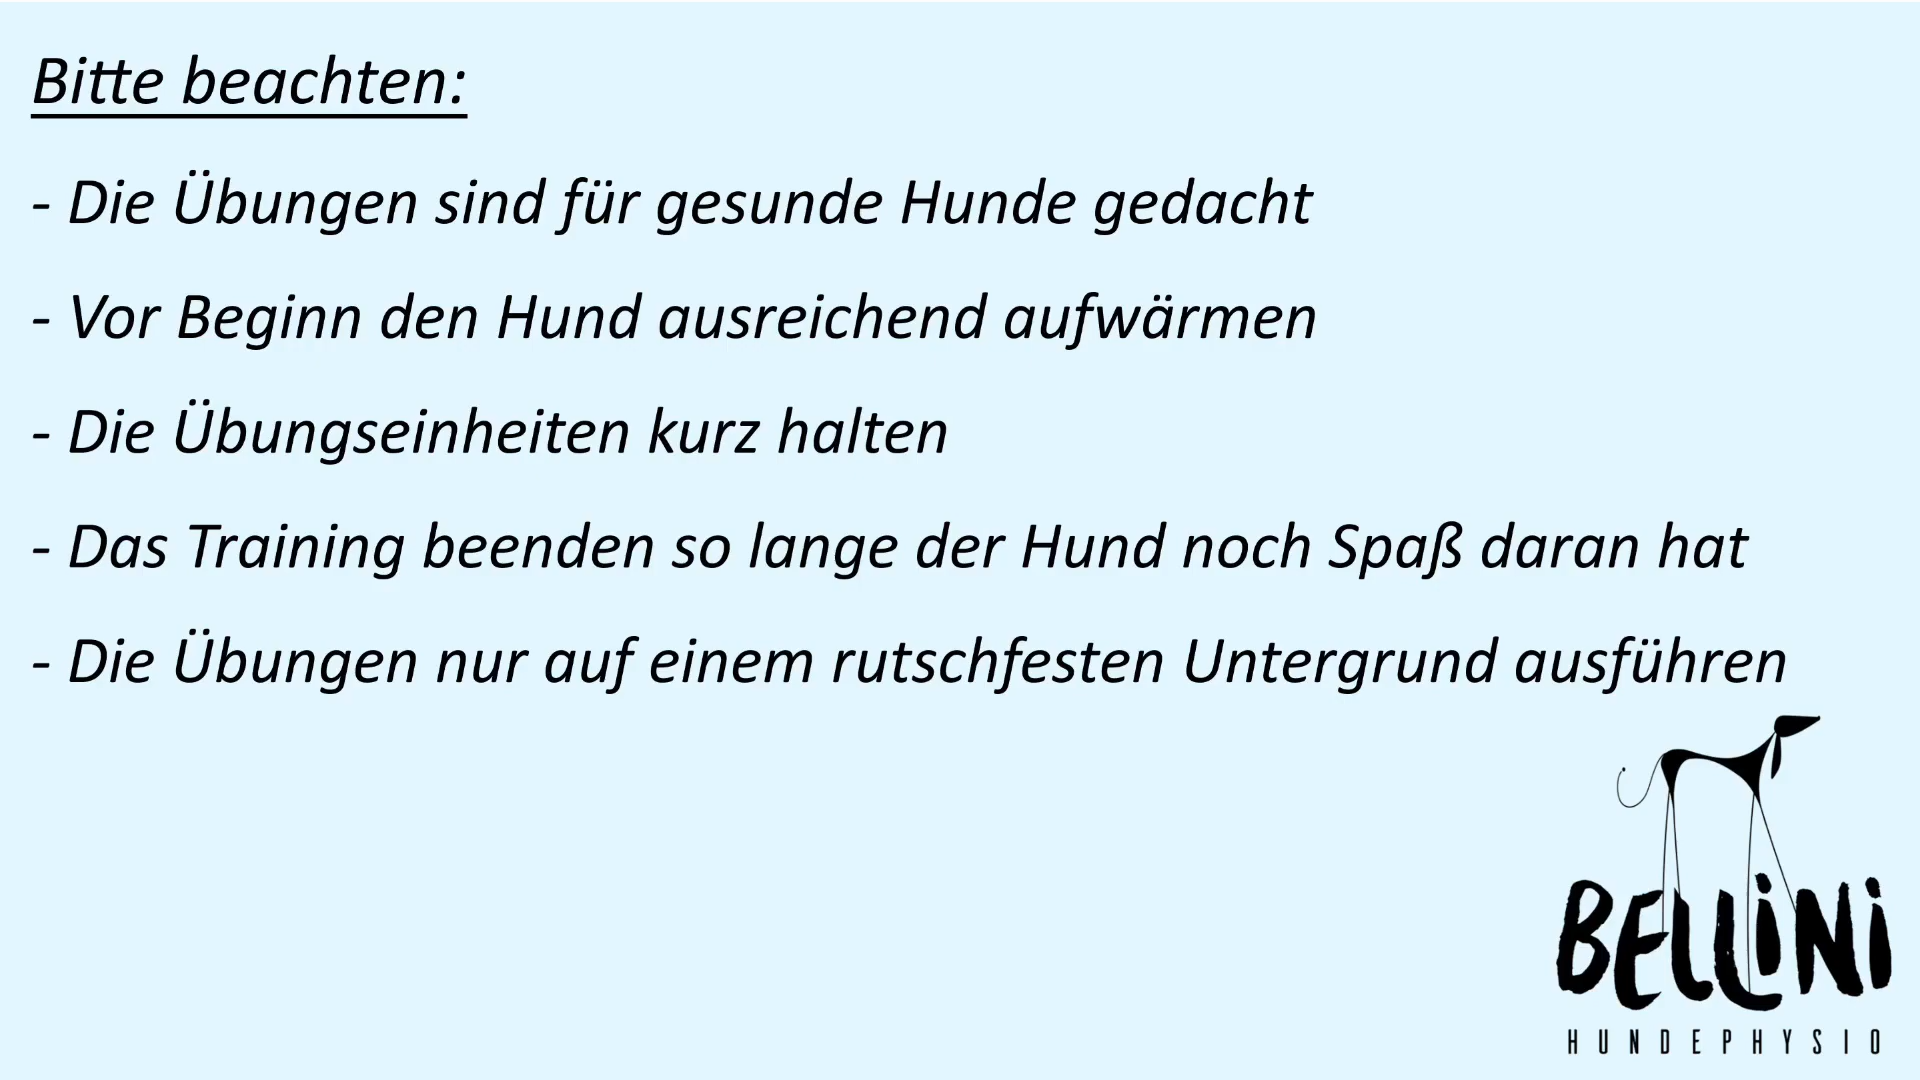 Bitte beachten:
- Die Übungen sind für gesunde Hunde gedacht
- Vor Beginn den Hund ausreichend aufwärmen
- Die Übungseinheiten kurz halten
- Das Training beenden so lange der Hund noch Spaß daran hat
- Die Übungen nur auf einem rutschfesten Untergrund ausführen
BELLiNi
HUNDEPHYSIO